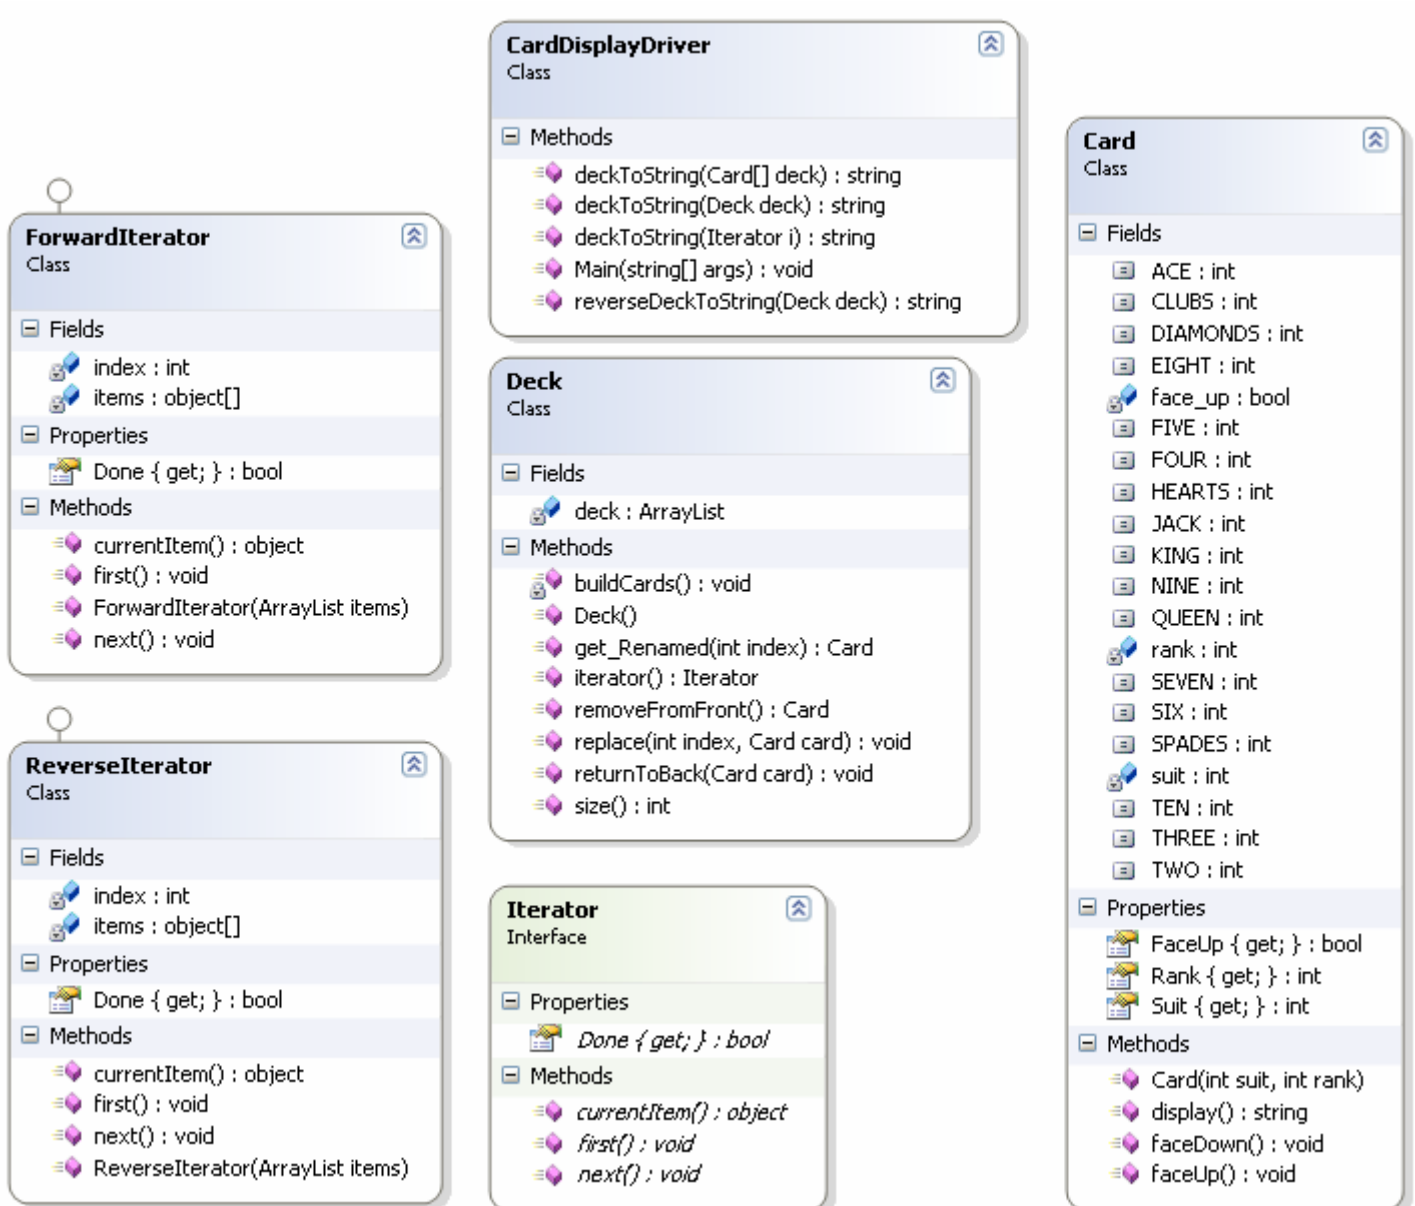 CardDisplayDriver
Class
Methods
deckToString(Card[] deck) : string
deckToString(Deck deck) : string
deckToString(Iterator i) : string
Main(string[] args) : void
reverseDeckToString(Deck deck) : string
ForwardIterator
Class
Fields
index : int
items : object[]
Properties
Done { get; } : bool
Methods
currentItem() : object
first() : void
ForwardIterator(ArrayList items)
next() : void
Deck
Class
Fields
deck : ArrayList
Methods
buildCards() : void
Deck()
get_Renamed(int index) : Card
iterator() : Iterator
removeFromFront() : Card
replace(int index, Card card) : void
returnToBack(Card card) : void
size() : int
ReverseIterator
Class
Fields
index : int
items : object[]
Properties
Done { get; } : bool
Methods
currentItem() : object
first() : void
next() : void
ReverseIterator(ArrayList items)
Iterator
Interface
Properties
Done { get; } : bool
Methods
currentItem() : object
first() : void
next() : void
Card
Class
Fields
ACE : int
CLUBS : int
DIAMONDS : int
EIGHT : int
face_up : bool
FIVE : int
FOUR : int
HEARTS : int
JACK : int
KING : int
NINE : int
QUEEN : int
rank : int
SEVEN : int
SIX : int
SPADES : int
suit : int
TEN : int
THREE : int
TWO : int
Properties
FaceUp { get; } : bool
Rank { get; } : int
Suit { get; } : int
Methods
Card(int suit, int rank)
display() : string
faceDown() : void
faceUp() : void